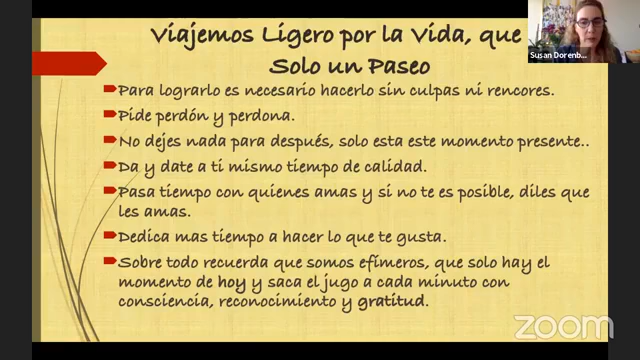 Viajemos Ligero por la Vida, que
Solo un Paseo
Para lograrlo es necesario hacerlo sin culpas ni rencores.
Pide perdón y perdona.
No dejes nada para después, solo esta este momento presente..
Da y date a ti mismo tiempo de calidad.
Pasa tiempo con quienes amas y si no te es posible, diles que
les amas.
Dedica mas tiempo a hacer lo que te gusta.
Sobre todo recuerda que somos efímeros, que solo hay el
momento de hoy y saca el jugo a cada minuto con
consciencia, reconocimiento y gratitud.
Susan Dorenb...
zoom